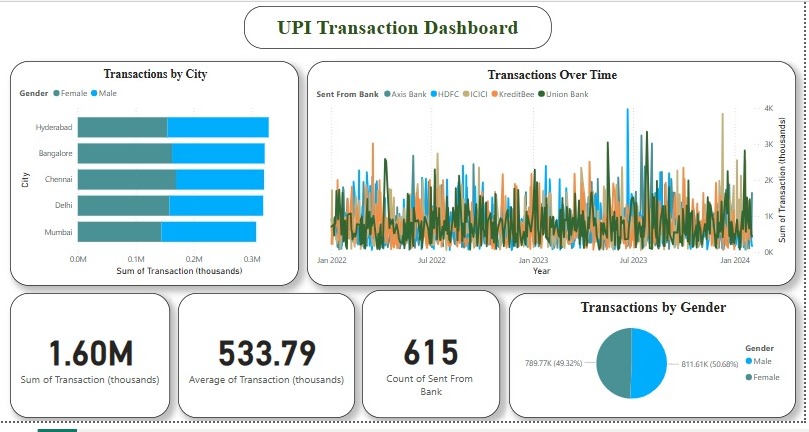 UPI Transaction Dashboard
Transactions by City
Gender Female Male
Hyderabad
Bangalore
Chennai
Delhi
Mumbai
City
0.0M 0.1M 0.2M 0.3M
Sum of Transaction (thousands)
Transactions Over Time
Sent From Bank Axis Bank HDFC ICICI KreditBee Union Bank
4K
3K
2K
1K
0K
Sum of Transaction (thousands)
Jan 2022 Jul 2022 Jan 2023 Jul 2023 Jan 2024
Year
1.60M
Sum of Transaction (thousands)
533.79
Average of Transaction (thousands)
615
Count of Sent From
Bank
Transactions by Gender
789.77K (49.32%)
811.61K (50.68%)
Gender
Male
Female